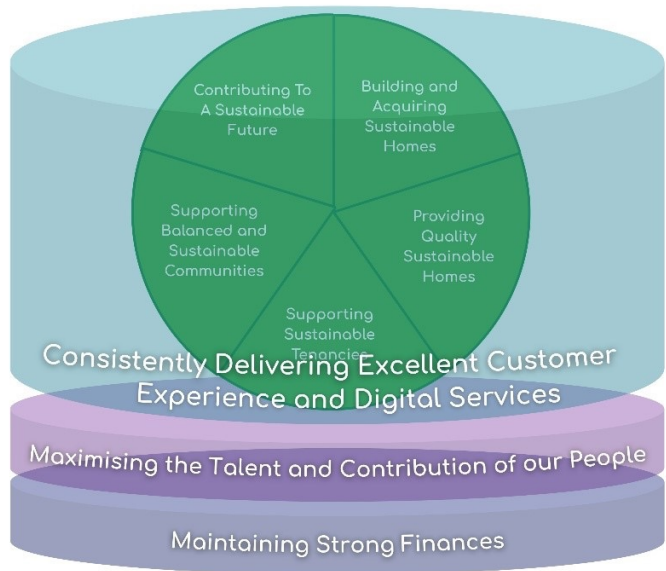 Contributing To
A Sustainable
Future
Building and
Acquiring
Sustainable
Homes
Supporting
Balanced and
Sustainable
Communities
Providing
Quality
Sustainable
Homes
Supporting
Sustainable
Tenancies
Consistently Delivering Excellent Customer
Experience and Digital Services
Maximising the Talent and Contribution of our People
Maintaining Strong Finances